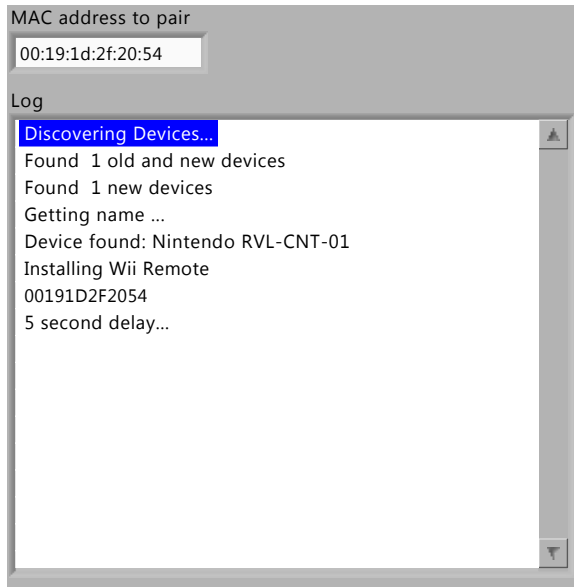 MAC address to pair
00:19:1d:2f:20:54
Log
Discovering Devices...
Found  1 old and new devices
Found  1 new devices
Getting name ...
Device found: Nintendo RVL-CNT-01
Installing Wii Remote
00191D2F2054
5 second delay...